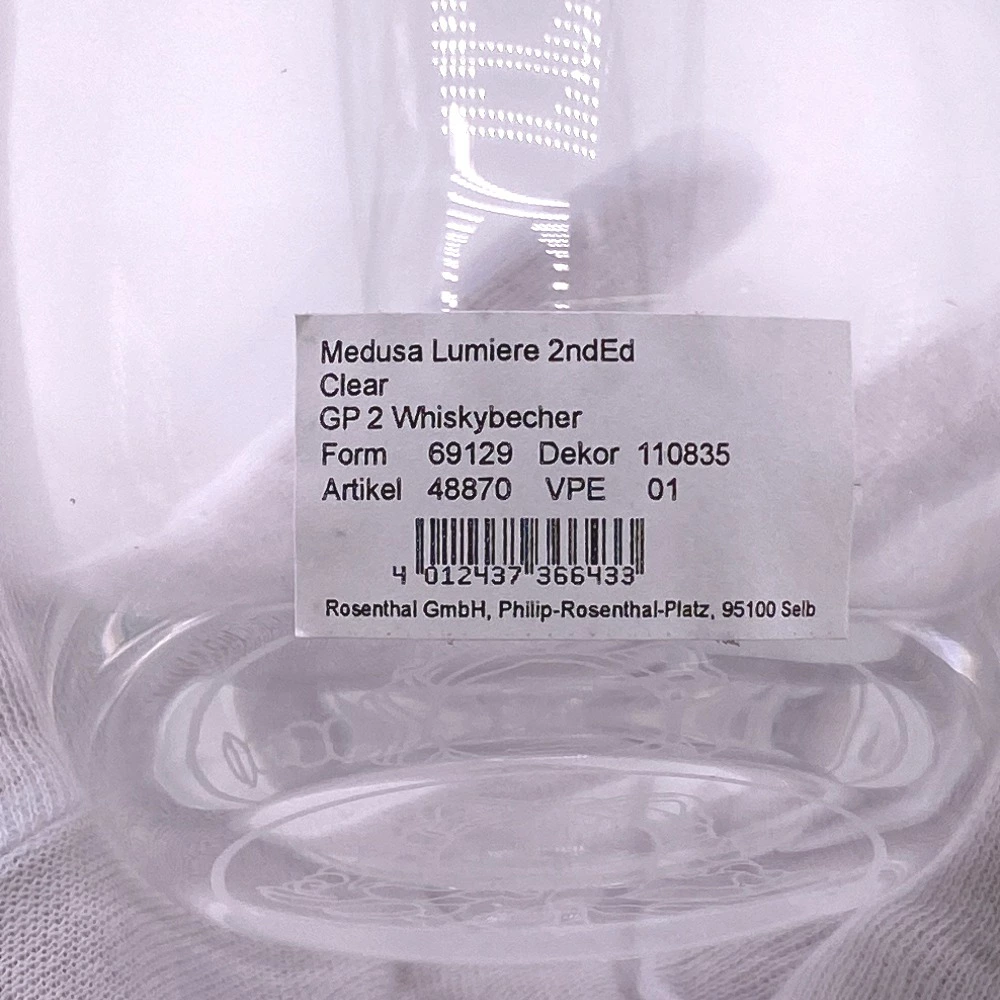 Medusa Lumiere 2ndEd
Clear
GP 2 Whiskybecher
Form 69129 Dekor 110835
Artikel 48870 VPE 01
4 012437 366433
Rosenthal GmbH, Philip-Rosenthal-Platz, 95100 Selb